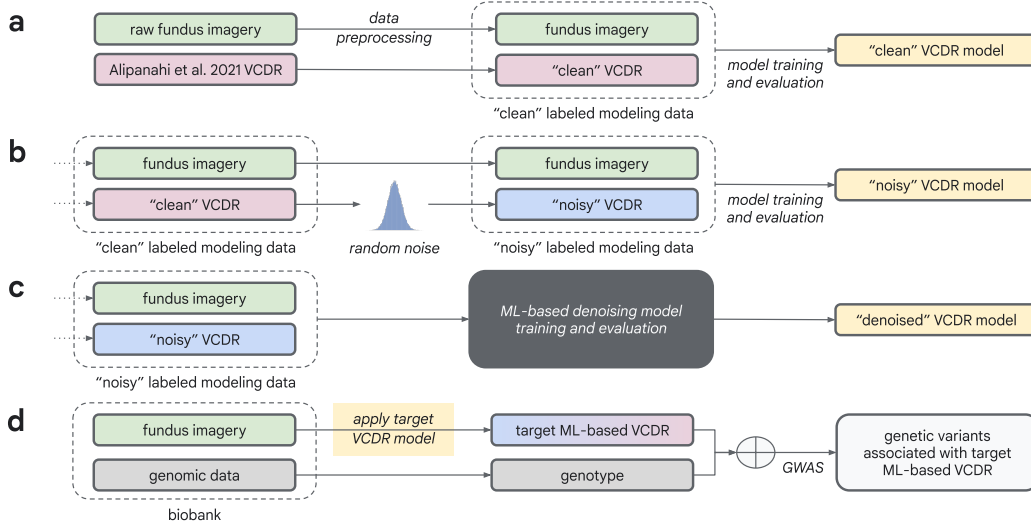 a
raw fundus imagery
data
preprocessing
fundus imagery
Alipanahi et al. 2021 VCDR
“clean” VCDR
“clean” labeled modeling data
model training
and evaluation
“clean” VCDR model
b
fundus imagery
“clean” VCDR
“clean” labeled modeling data
random noise
fundus imagery
“noisy” VCDR
“noisy” labeled modeling data
model training
and evaluation
“noisy” VCDR model
c
fundus imagery
“noisy” VCDR
“noisy” labeled modeling data
ML-based denoising model
training and evaluation
“denoised” VCDR model
d
fundus imagery
genomic data
biobank
apply target
VCDR model
target ML-based VCDR
genotype
GWAS
genetic variants
associated with target
ML-based VCDR